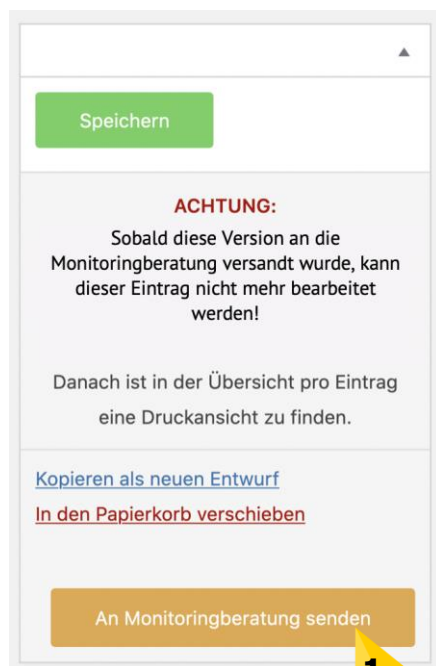 Speichern
ACHTUNG:
Sobald diese Version an die
Monitoringberatung versandt wurde, kann
dieser Eintrag nicht mehr bearbeitet
werden!
Danach ist in der Übersicht pro Eintrag
eine Druckansicht zu finden.
Kopieren als neuen Entwurf
In den Papierkorb verschieben
An Monitoringberatung senden
1